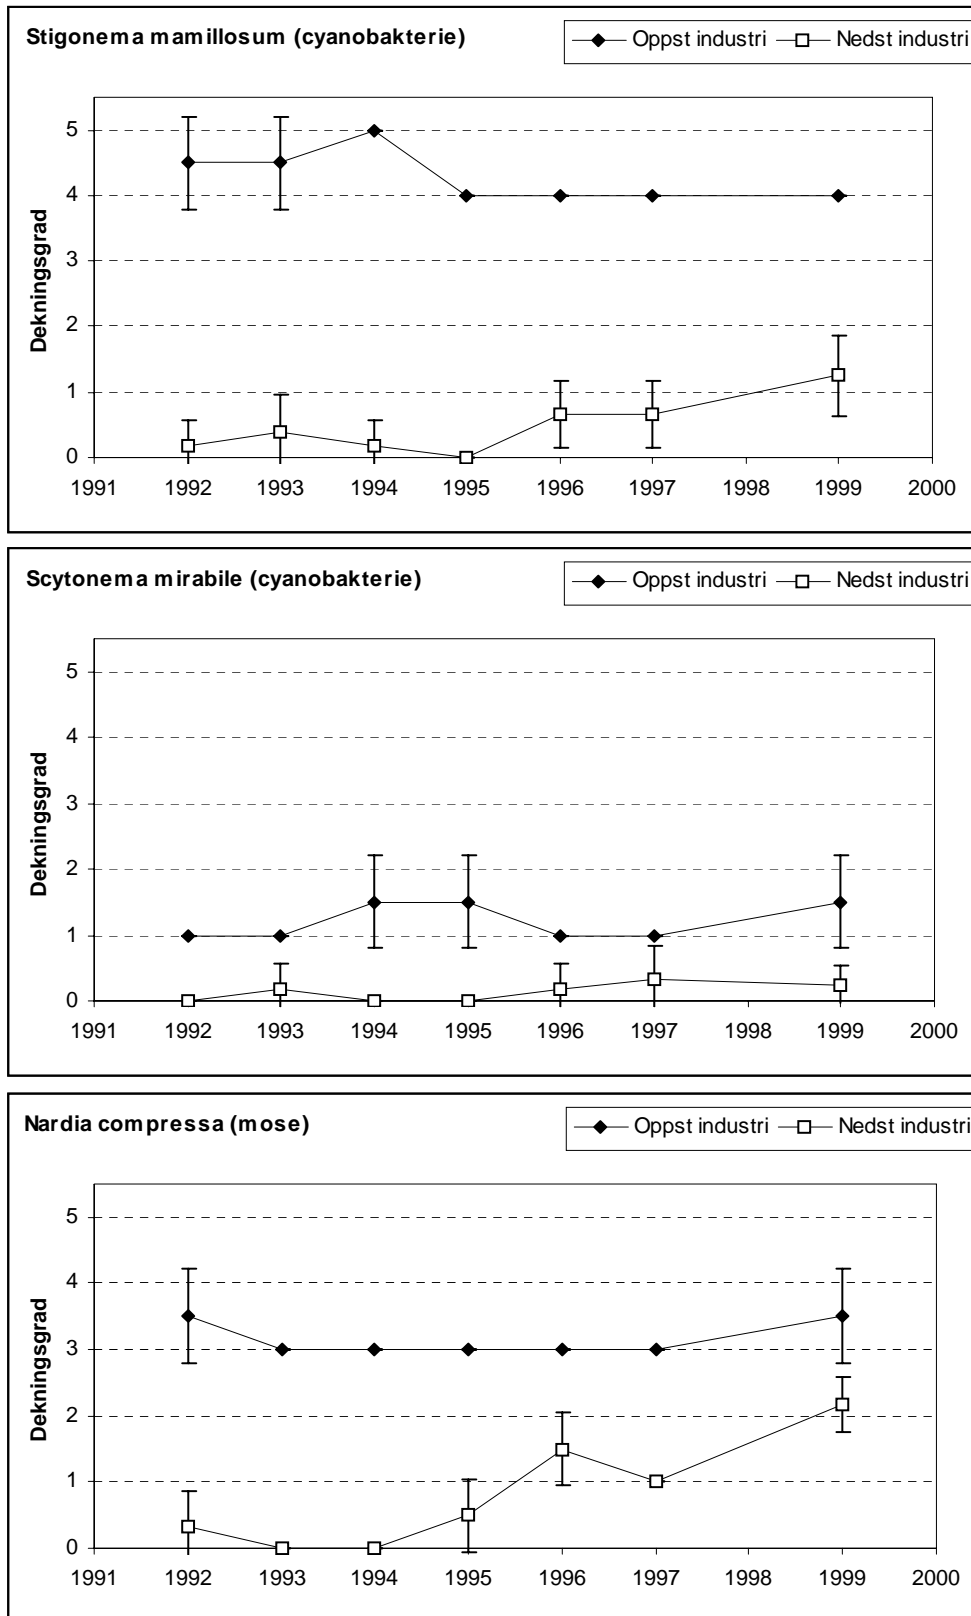 Stigonema mamillosum (cyanobakterie)
Oppst industri
Nedst industri
Dekningsgrad
5
4
3
2
1
0
1991 1992 1993 1994 1995 1996 1997 1998 1999 2000
Scytonema mirabile (cyanobakterie)
Oppst industri
Nedst industri
Dekningsgrad
5
4
3
2
1
0
1991 1992 1993 1994 1995 1996 1997 1998 1999 2000
Nardia compressa (mose)
Oppst industri
Nedst industri
Dekningsgrad
5
4
3
2
1
0
1991 1992 1993 1994 1995 1996 1997 1998 1999 2000